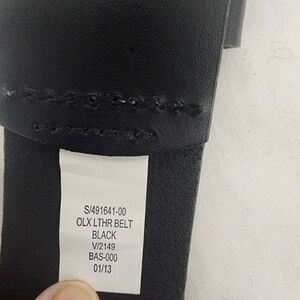 S/491641-00
OLX LTHR BELT
BLACK
V/2149
BAS-000
01/13